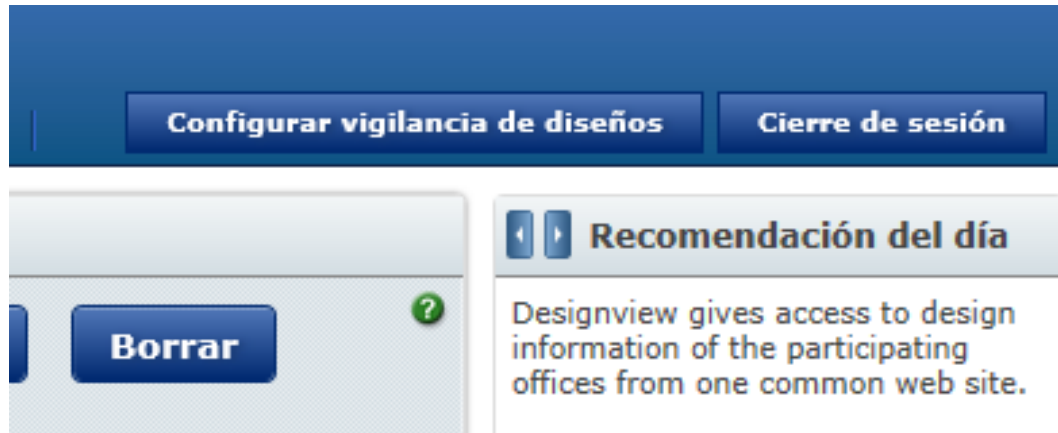 Configurar vigilancia de diseños
Cierre de sesión
Recomendación del día
Borrar
?
Designview gives access to design
information of the participating
offices from one common web site.